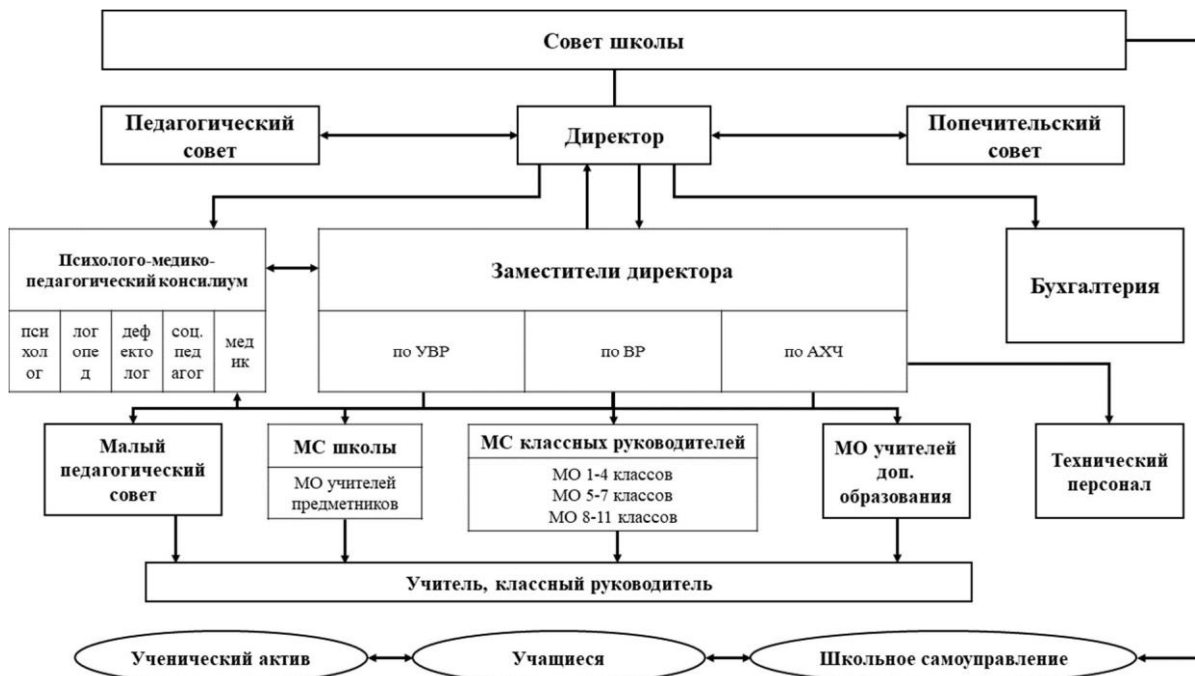 Совет школы
Педагогический
совет
Директор
Попечительский
совет
Психолого-медико-
педагогический консилиум
Заместители директора
Бухгалтерия
пси
хол
ог
лог
опе
д
деф
екто
лог
соц.
пед
агог
мед
ик
по УВР
по ВР
по АХЧ
Малый
педагогический
совет
МС школы
МО учителей
предметников
МС классных руководителей
МО 1-4 классов
МО 5-7 классов
МО 8-11 классов
МО учителей
доп.
образования
Технический
персонал
Учитель, классный руководитель
Ученический актив
Учащиеся
Школьное самоуправление